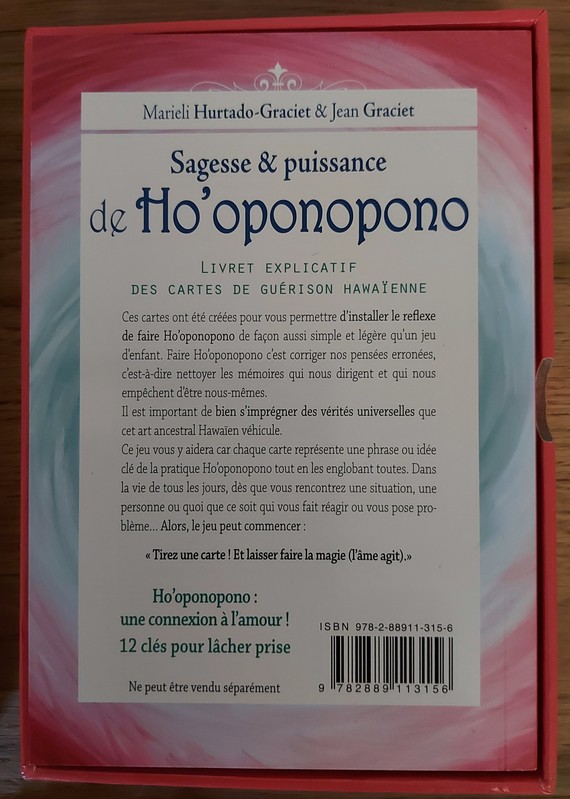 Marieli Hurtado-Graciet & Jean Graciet
Sagesse & puissance
de Ho'oponopono
LIVRET EXPLICATIF
DES CARTES DE GUÉRISON HAWAÏENNE
Ces cartes ont été créées pour vous permettre d'installer le reflexe
de faire Ho'oponopono de façon aussi simple et légère qu'un jeu
d'enfant. Faire Ho'oponopono c'est corriger nos pensées erronées,
c'est-à-dire nettoyer les mémoires qui nous dirigent et qui nous
empêchent d'être nous-mêmes.
Il est important de bien s'imprégner des vérités universelles que
cet art ancestral Hawaïen véhicule.
Ce jeu vous y aidera car chaque carte représente une phrase ou idée
clé de la pratique Ho'oponopono tout en les englobant toutes. Dans
la vie de tous les jours, dès que vous rencontrez une situation, une
personne ou quoi que ce soit qui vous fait réagir ou vous pose pro-
blème... Alors, le jeu peut commencer :
« Tirez une carte ! Et laisser faire la magie (l'âme agit).»
Ho'oponopono :
une connexion à l'amour !
12 clés pour lâcher prise
Ne peut être vendu séparément
ISBN 978-2-88911-315-6
9 782889 113156